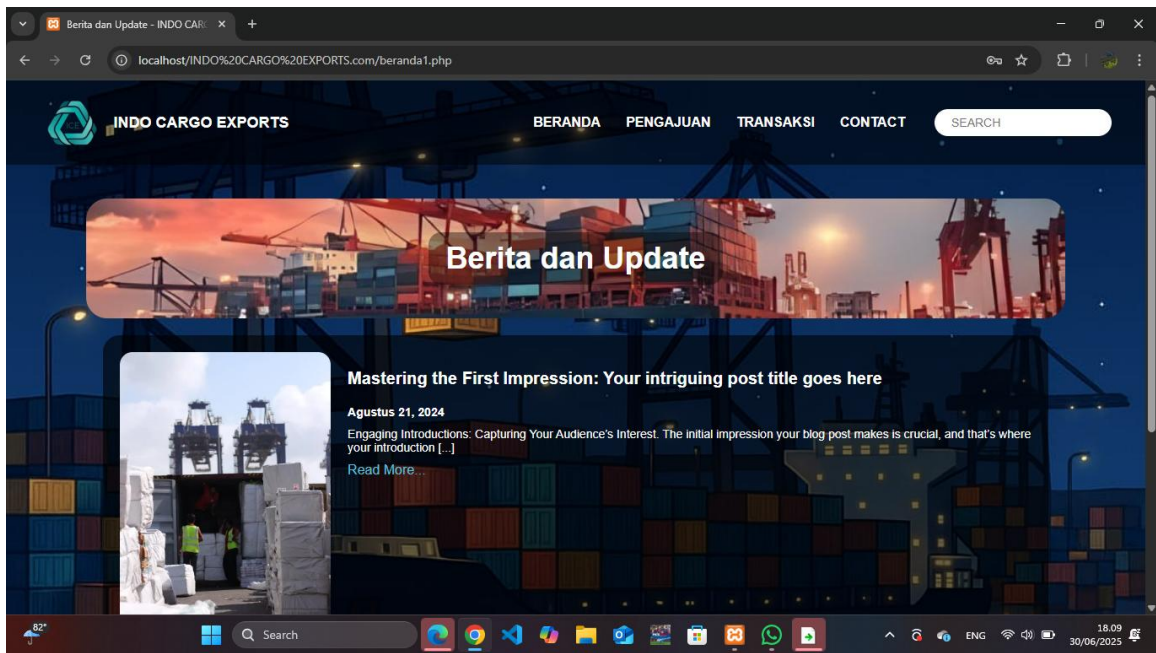 Berita dan Update - INDO CAR
localhost/INDO%20CARGO%20EXPORTS.com/beranda1.php
ICE
INDO CARGO EXPORTS
BERANDA
PENGAJUAN
TRANSAKSI
CONTACT
SEARCH
Berita dan Update
Mastering the First Impression: Your intriguing post title goes here
Agustus 21, 2024
Engaging Introductions: Capturing Your Audience's Interest. The initial impression your blog post makes is crucial, and that's where
your introduction [...]
Read More...
82°
Search
ENG
18.09
30/06/2025